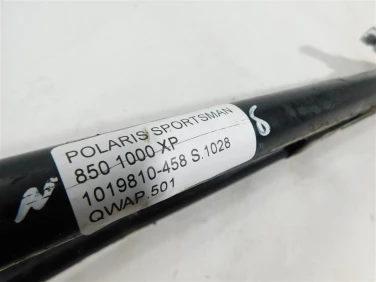 POLARIS SPORTSMAN
850 1000 XP
1019810-458 S.1028
QWAP.501